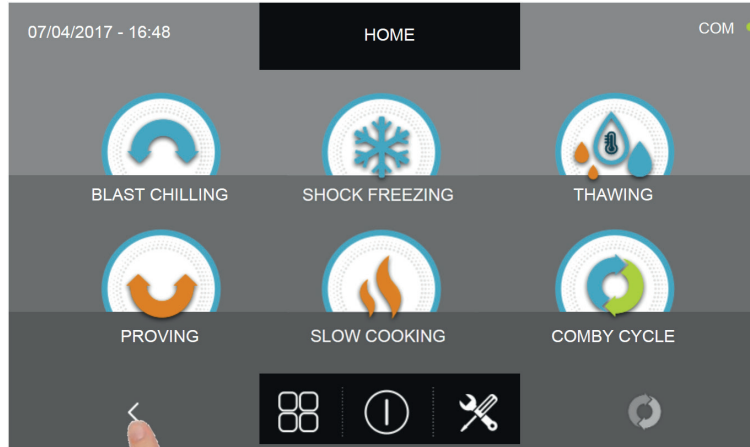 07/04/2017 - 16:48
HOME
COM
BLAST CHILLING
SHOCK FREEZING
THAWING
PROVING
SLOW COOKING
COMBY CYCLE